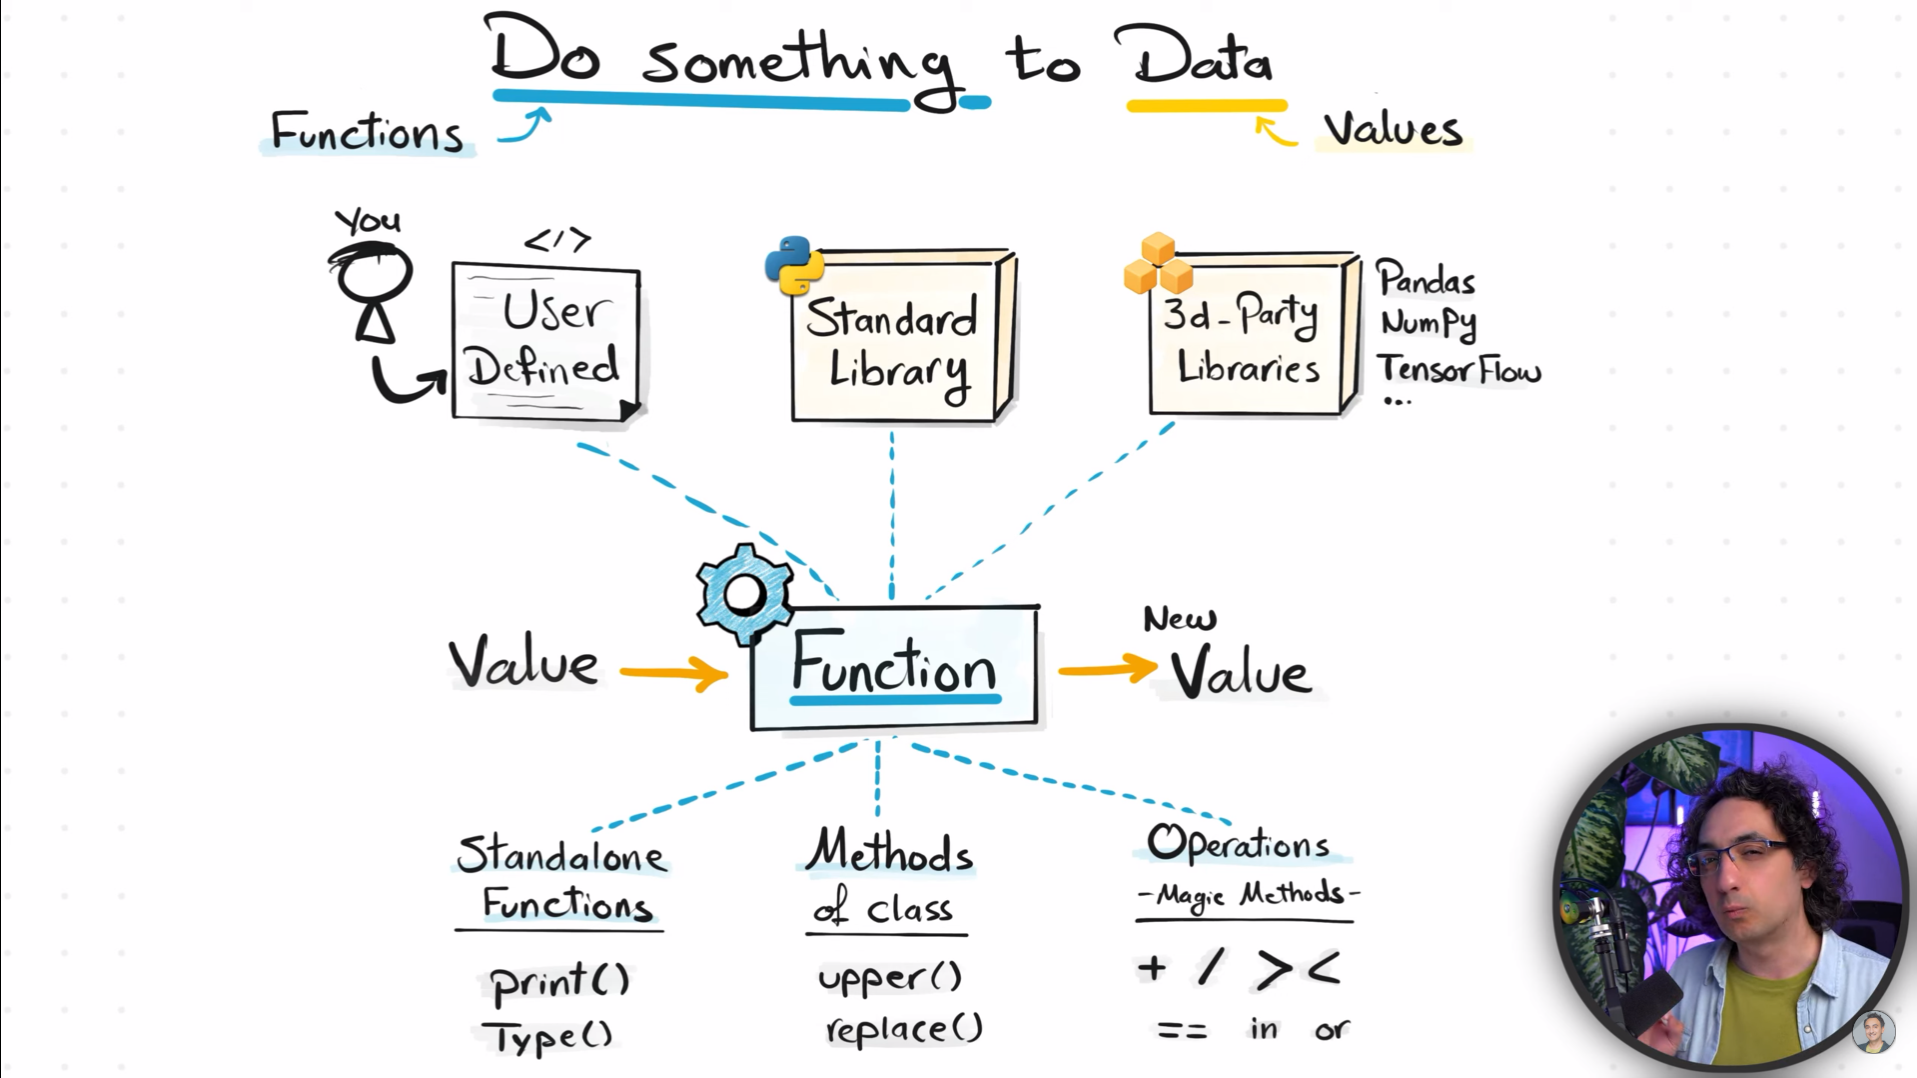 Do something to Data
Functions
Values
You
</>
User
Defined
Standard
Library
3d-Party
Libraries
Pandas
NumPy
TensorFlow
...
Value
Function
New
Value
Standalone
Functions
print()
Type()
Methods
of class
upper()
replace()
Operations
-Magic Methods-
+ / > <
== in or